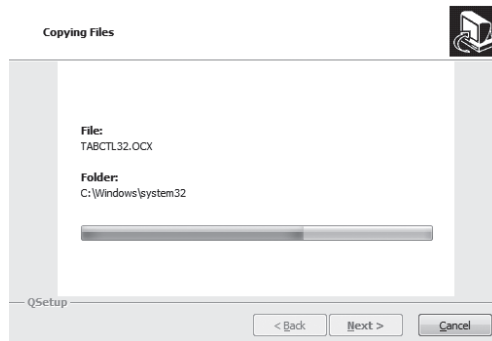 Copying Files
File:
TABCTL32.OCX
Folder:
C:\Windows\system32
QSetup
< Back
Next >
Cancel